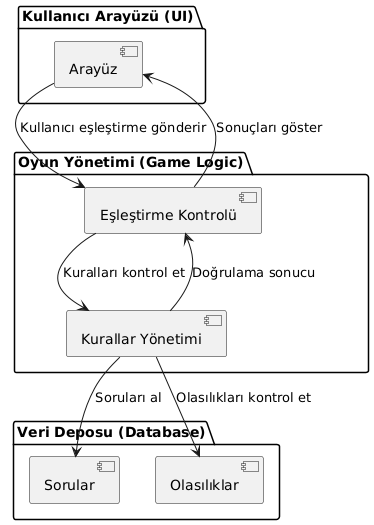 Kullanıcı Arayüzü (UI)
Arayüz
Kullanıcı eşleştirme gönderir
Sonuçları göster
Oyun Yönetimi (Game Logic)
Eşleştirme Kontrolü
Kuralları kontrol et
Doğrulama sonucu
Kurallar Yönetimi
Soruları al
Olasılıkları kontrol et
Veri Deposu (Database)
Sorular
Olasılıklar